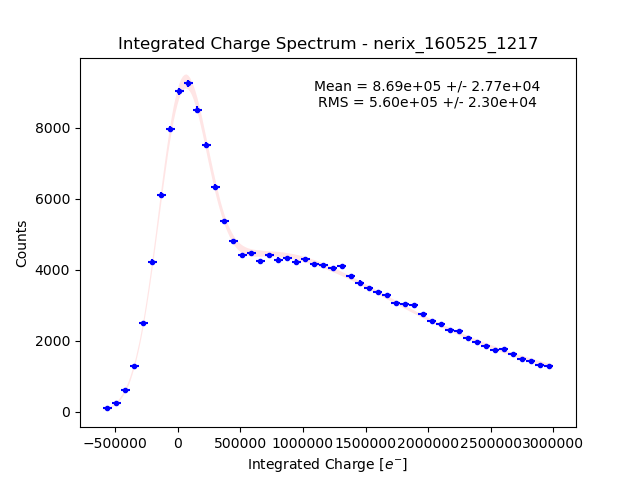 Integrated Charge Spectrum - nerix_160525_1217
Mean = 8.69e+05 +/- 2.77e+04
RMS = 5.60e+05 +/- 2.30e+04
Counts
8000
6000
4000
2000
0
−500000 0 500000 1000000 1500000 2000000 2500000 3000000
Integrated Charge [e⁻]